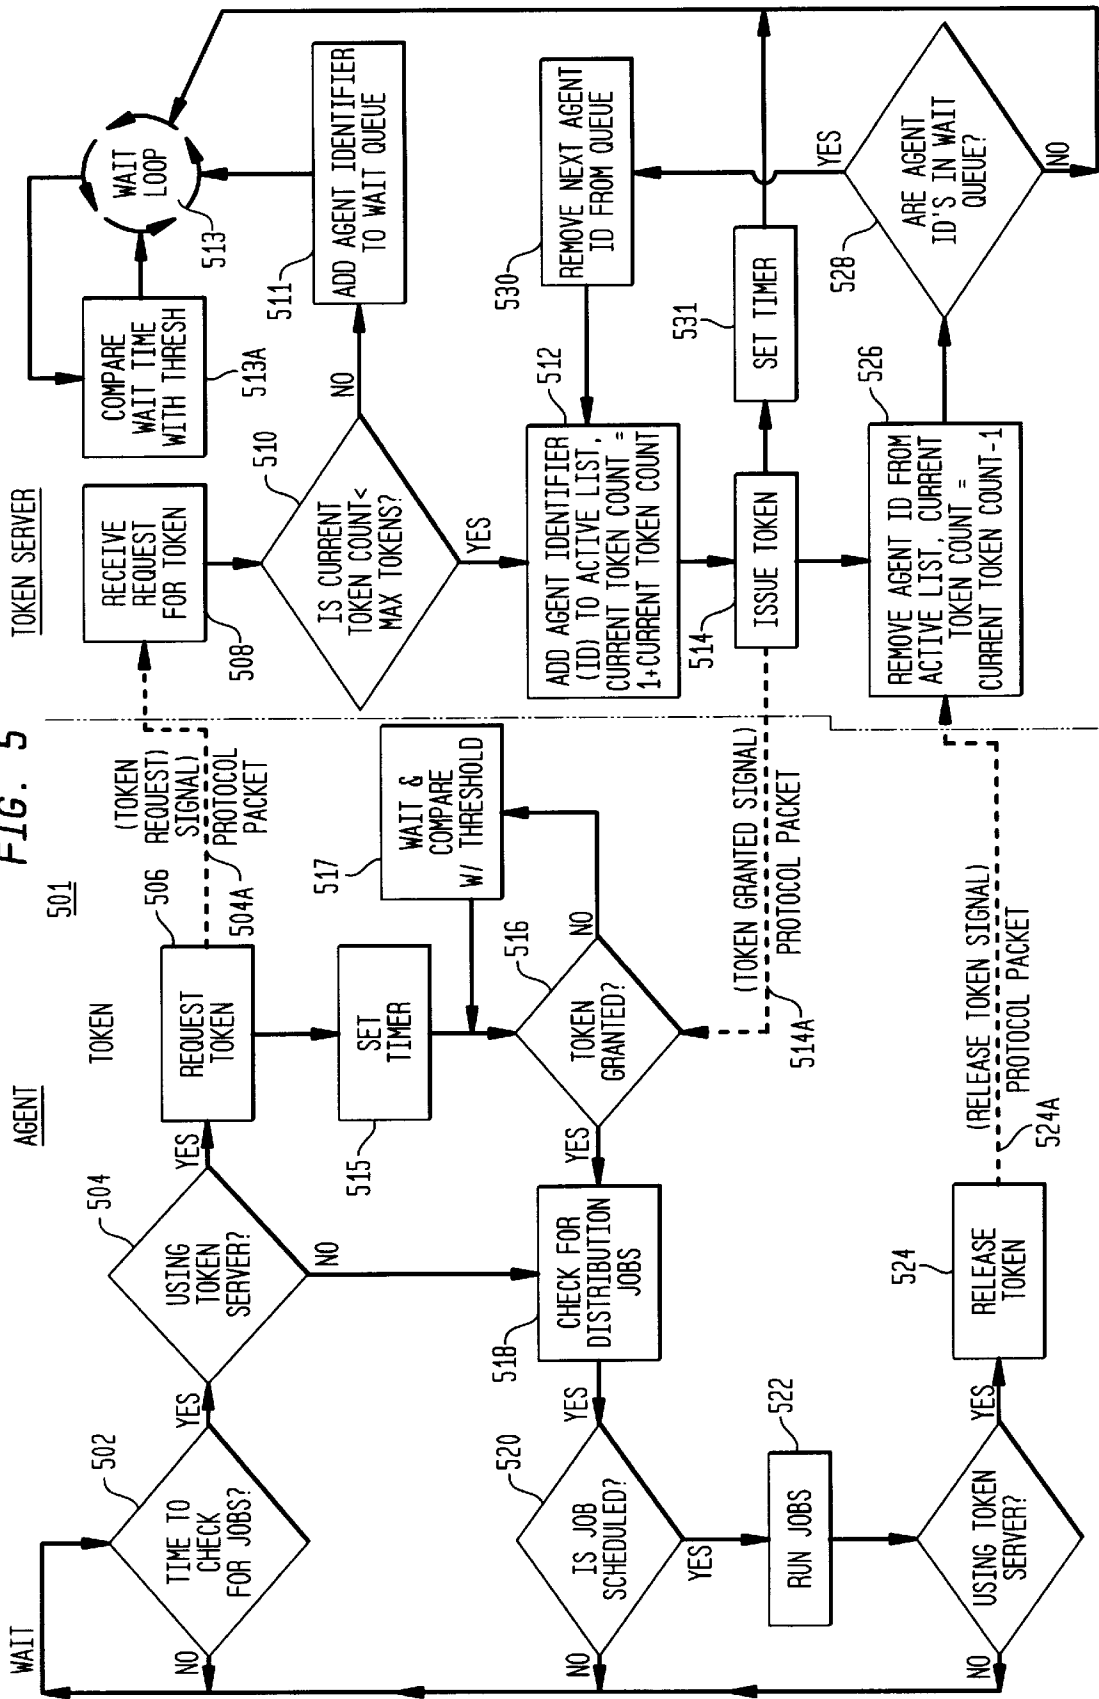 FIG. 5
501
AGENT
TOKEN
TOKEN SERVER
WAIT
TIME TO
CHECK
FOR JOBS?
502
YES
NO
USING
TOKEN
SERVER?
504
YES
NO
REQUEST
TOKEN
506
(TOKEN
REQUEST)
SIGNAL)
PROTOCOL
PACKET
504A
SET
TIMER
515
WAIT &
COMPARE
W/ THRESHOLD
517
TOKEN
GRANTED?
516
YES
NO
CHECK FOR
DISTRIBUTION
JOBS
518
YES
IS JOB
SCHEDULED?
520
NO
YES
RUN JOBS
522
USING TOKEN
SERVER?
NO
YES
RELEASE
TOKEN
524
(RELEASE TOKEN SIGNAL)
PROTOCOL PACKET
524A
(TOKEN GRANTED SIGNAL)
PROTOCOL PACKET
514A
RECEIVE
REQUEST
FOR TOKEN
508
COMPARE
WAIT TIME
WITH THRESH
513A
WAIT
LOOP
513
IS CURRENT
TOKEN COUNT<
MAX TOKENS?
510
NO
YES
ADD AGENT IDENTIFIER
TO WAIT QUEUE
511
ADD AGENT IDENTIFIER
(ID) TO ACTIVE LIST,
CURRENT TOKEN COUNT =
1+CURRENT TOKEN COUNT
512
REMOVE NEXT AGENT
ID FROM QUEUE
530
ISSUE TOKEN
514
SET TIMER
531
REMOVE AGENT ID FROM
ACTIVE LIST, CURRENT
TOKEN COUNT =
CURRENT TOKEN COUNT-1
526
ARE AGENT
ID'S IN WAIT
QUEUE?
528
YES
NO